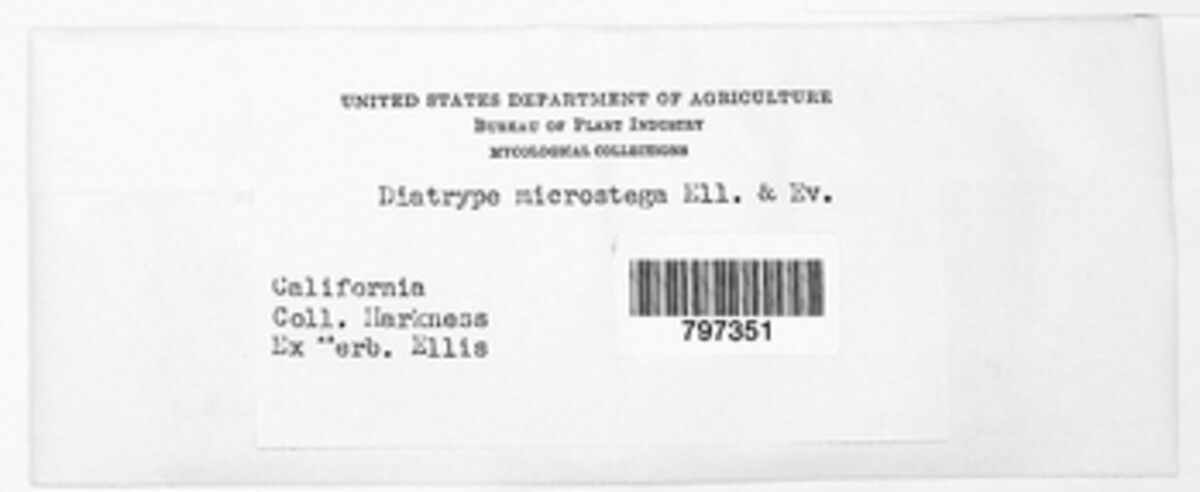 UNITED STATES DEPARTMENT OF AGRICULTURE
BUREAU OF PLANT INDUSTRY
MYCOLOGICAL COLLECTIONS
Diatrype microstega Ell. & Ev.
California
Coll. Harkness
Ex Herb. Ellis
797351